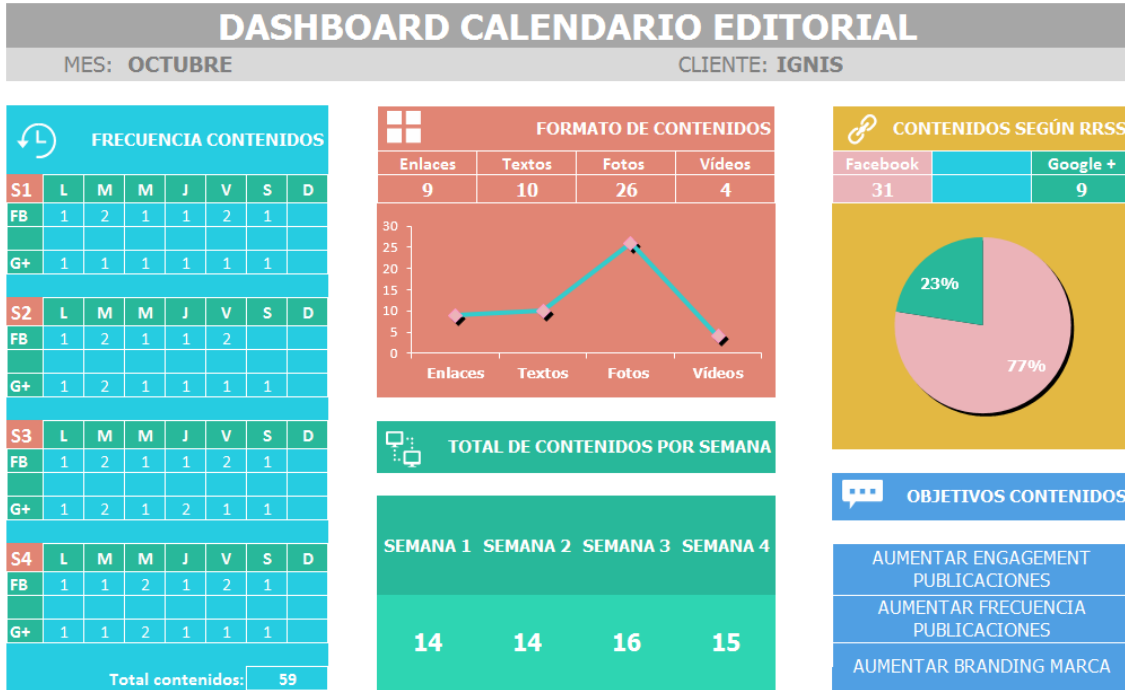 DASHBOARD CALENDARIO EDITORIAL
MES: OCTUBRE CLIENTE: IGNIS
FRECUENCIA CONTENIDOS
S1 L M M J V S D
FB 1 2 1 1 2 1
G+ 1 1 1 1 1 1
S2 L M M J V S D
FB 1 2 1 1 2
G+ 1 2 1 1 1 1
S3 L M M J V S D
FB 1 2 1 1 2 1
G+ 1 2 1 2 1 1
S4 L M M J V S D
FB 1 1 2 1 2 1
G+ 1 1 2 1 1 1
Total contenidos: 59
FORMATO DE CONTENIDOS
Enlaces Textos Fotos Vídeos
9 10 26 4
30
25
20
15
10
5
0
Enlaces Textos Fotos Vídeos
TOTAL DE CONTENIDOS POR SEMANA
SEMANA 1 SEMANA 2 SEMANA 3 SEMANA 4
14 14 16 15
CONTENIDOS SEGÚN RRSS
Facebook Google +
31 9
23%
77%
OBJETIVOS CONTENIDOS
AUMENTAR ENGAGEMENT
PUBLICACIONES
AUMENTAR FRECUENCIA
PUBLICACIONES
AUMENTAR BRANDING MARCA